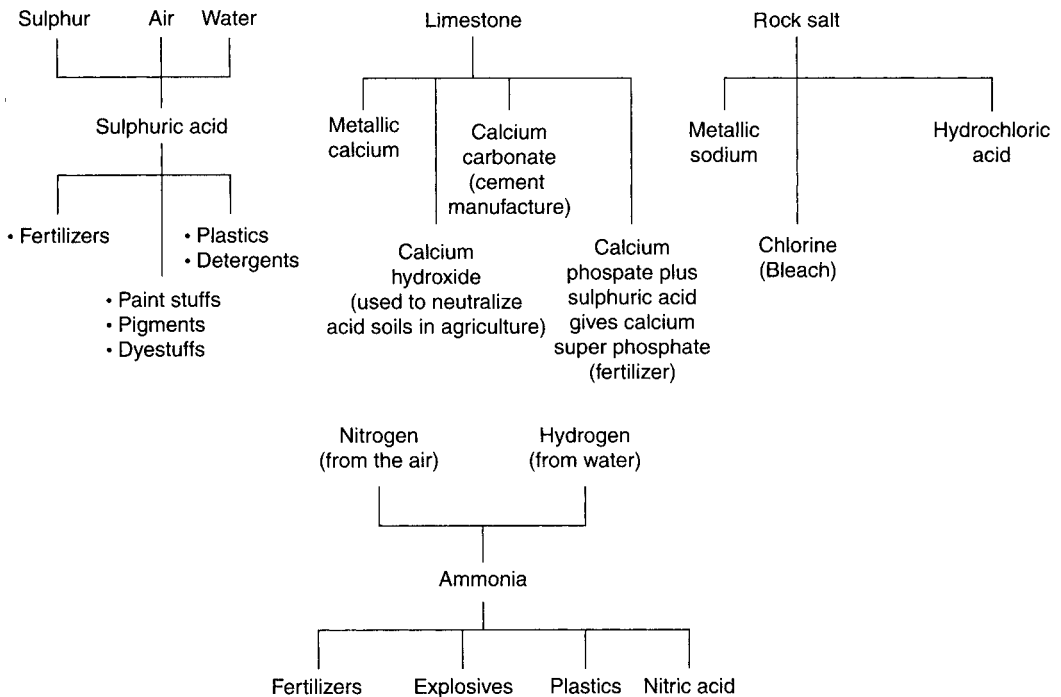 Sulphur Air Water
Sulphuric acid
• Fertilizers
• Plastics
• Detergents
• Paint stuffs
• Pigments
• Dyestuffs
Limestone
Metallic
calcium
Calcium
carbonate
(cement
manufacture)
Calcium
hydroxide
(used to neutralize
acid soils in agriculture)
Calcium
phospate plus
sulphuric acid
gives calcium
super phosphate
(fertilizer)
Rock salt
Metallic
sodium
Chlorine
(Bleach)
Hydrochloric
acid
Nitrogen
(from the air)
Hydrogen
(from water)
Ammonia
Fertilizers Explosives Plastics Nitric acid